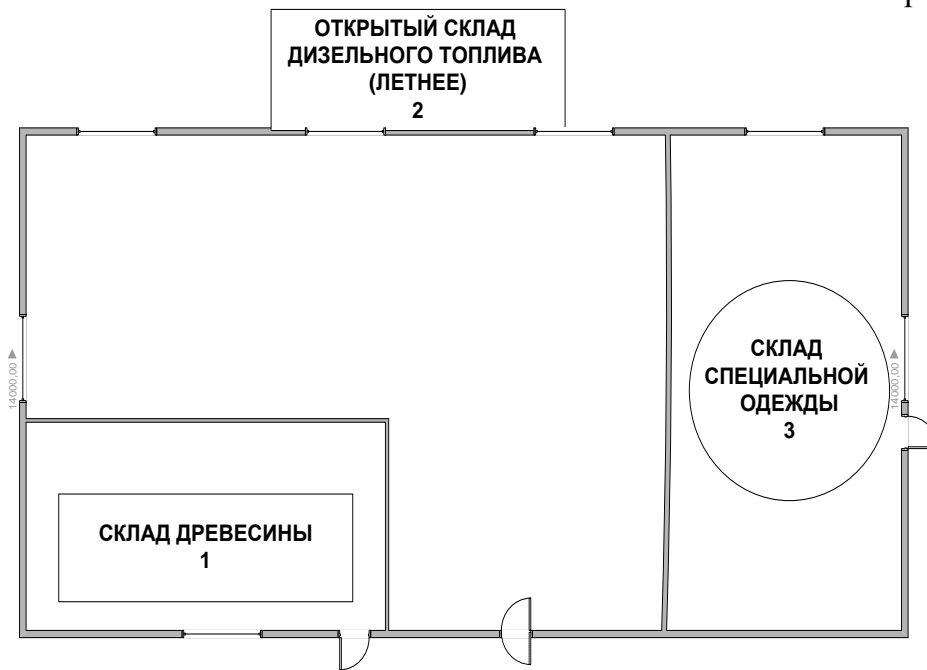 ОТКРЫТЫЙ СКЛАД
ДИЗЕЛЬНОГО ТОПЛИВА
(ЛЕТНЕЕ)
2
14000,00
СКЛАД
СПЕЦИАЛЬНОЙ
ОДЕЖДЫ
3
14000,00
СКЛАД ДРЕВЕСИНЫ
1